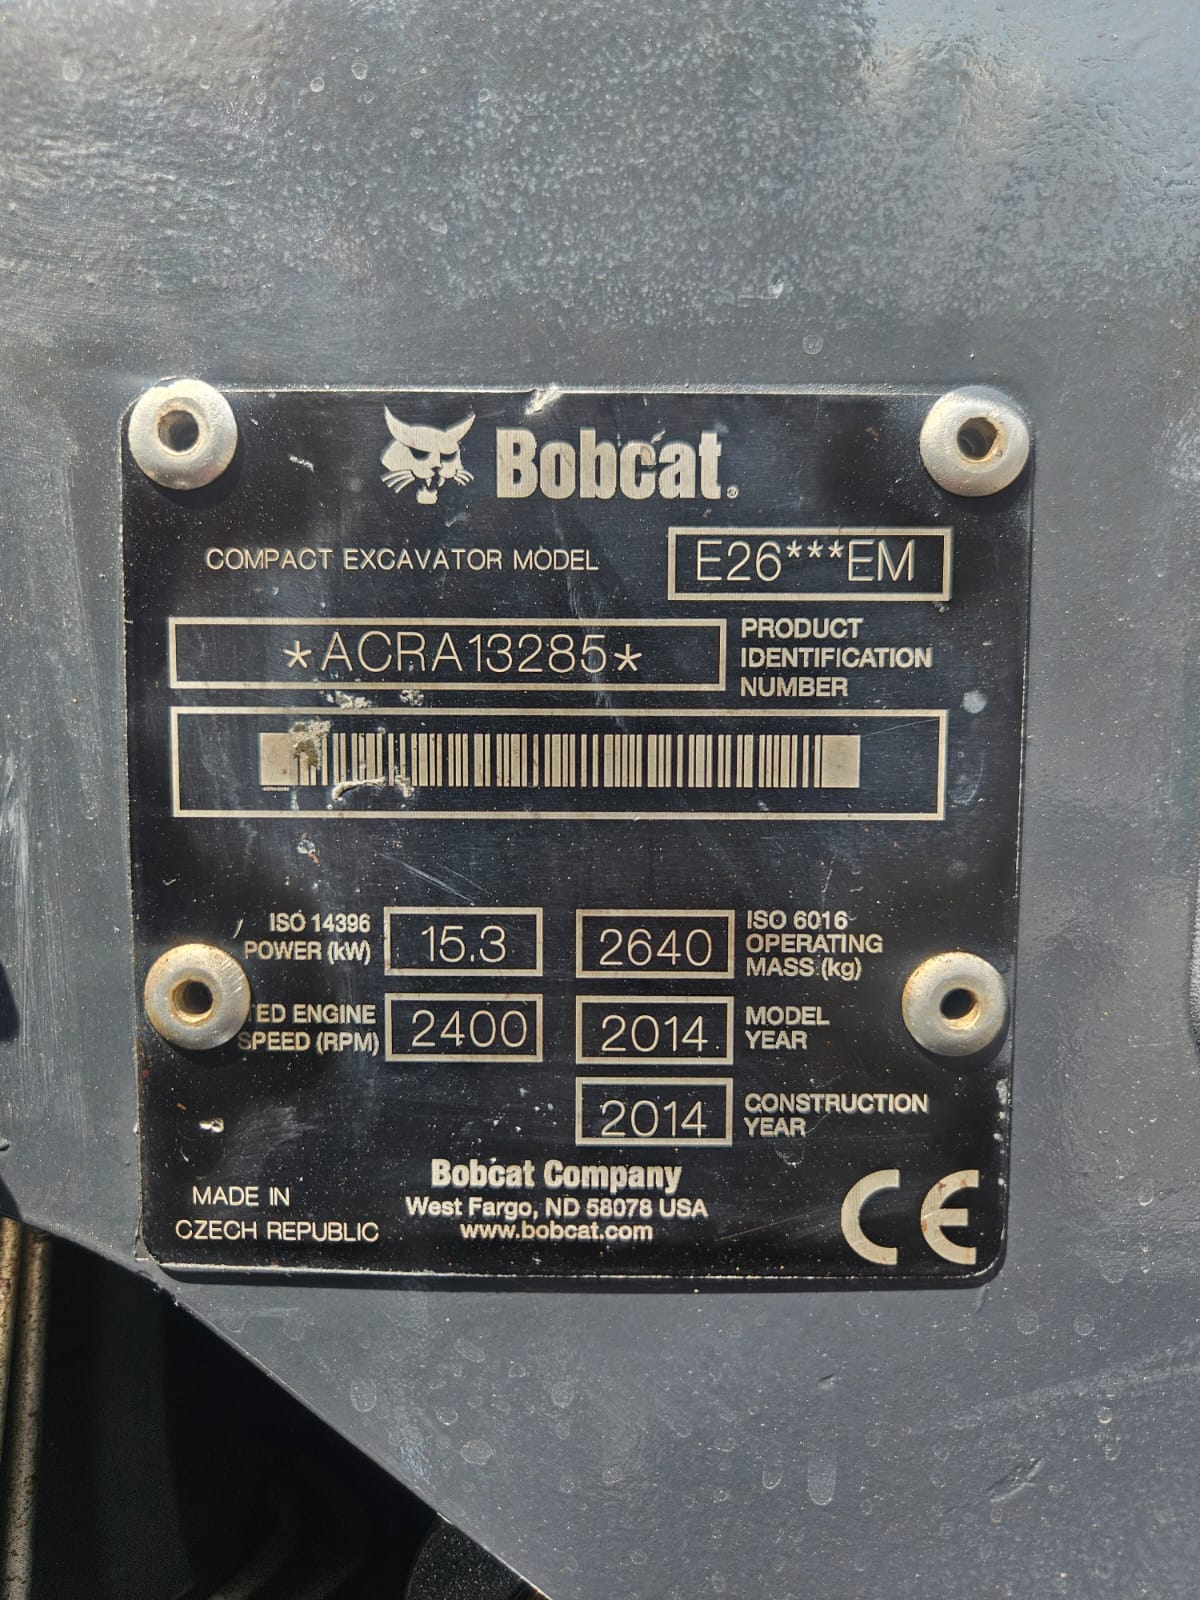 Bobcat®
COMPACT EXCAVATOR MODEL E26***EM
*ACRA13285*
PRODUCT
IDENTIFICATION
NUMBER
ISO 14396
POWER (kW)
15.3
2640
ISO 6016
OPERATING
MASS (kg)
TED ENGINE
SPEED (RPM)
2400
2014
MODEL
YEAR
2014
CONSTRUCTION
YEAR
Bobcat Company
West Fargo, ND 58078 USA
www.bobcat.com
MADE IN
CZECH REPUBLIC
CE